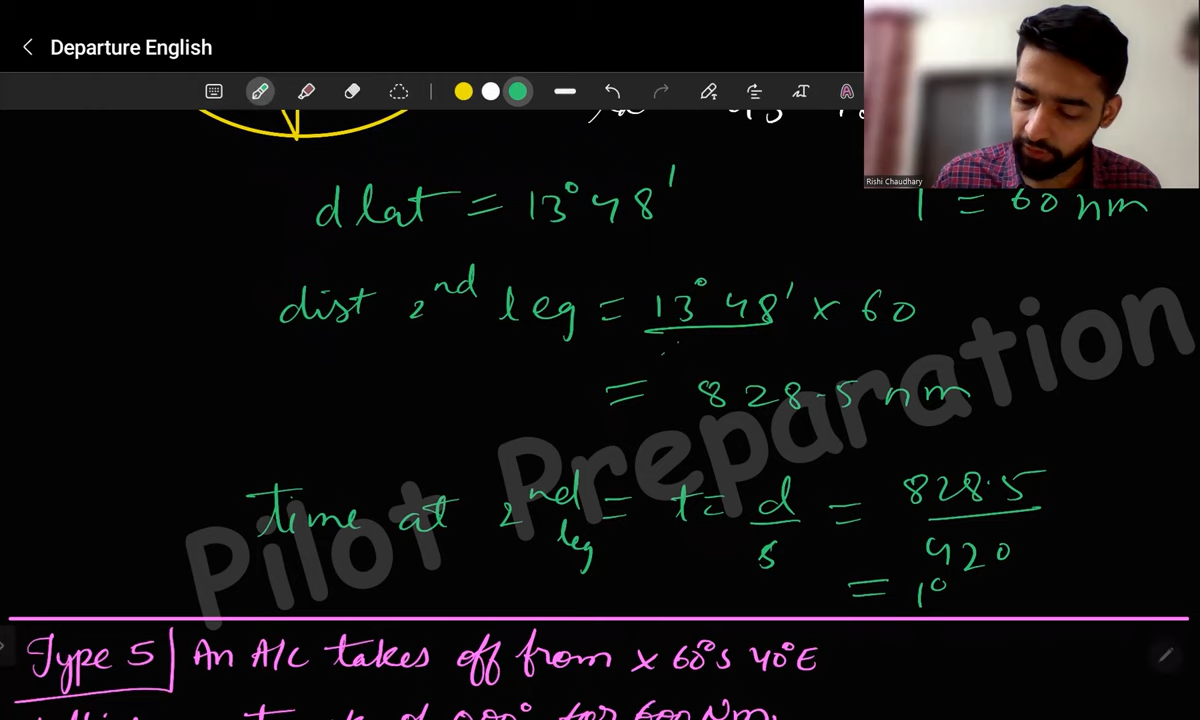 Departure English
Rishi Chaudhary
d lat = 13°48'
1 = 60 nm
dist 2nd leg = 13°48' x 60
= 828.5 nm
Pilot Preparation
time at 2nd leg = t = d/s = 828.5/420
= 1°
Type 5 An A/C takes off from x 60°S 40°E